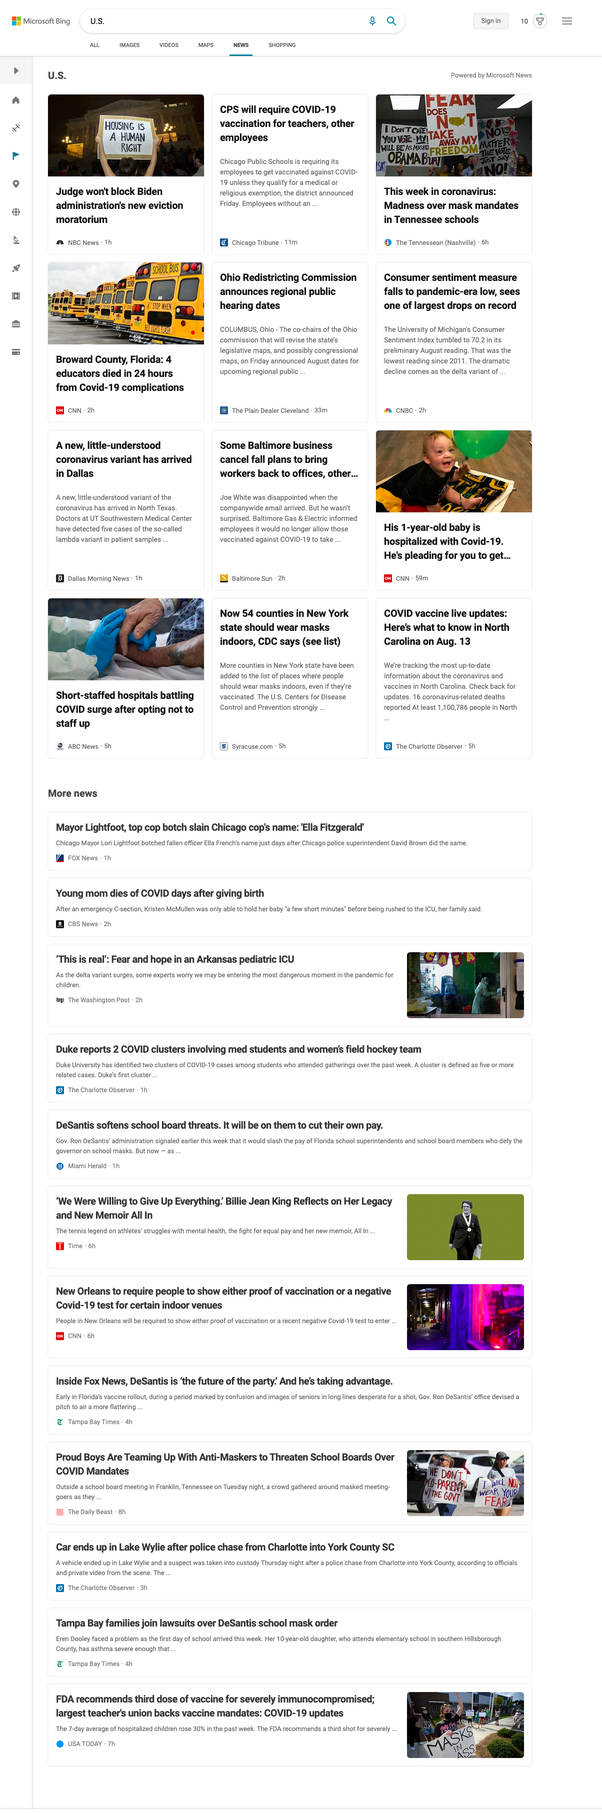 Microsoft Bing
U.S.
Sign in
10
ALL
IMAGES
VIDEOS
MAPS
NEWS
SHOPPING
U.S.
Powered by Microsoft News
HOUSING IS
A HUMAN
RIGHT
Judge won't block Biden
administration's new eviction
moratorium
NBC News · 1h
CPS will require COVID-19
vaccination for teachers, other
employees
Chicago Public Schools is requiring its
employees to get vaccinated against COVID-
19 unless they qualify for a medical or
religious exemption, the district announced
Friday. Employees without an ...
Chicago Tribune · 11m
FEAR
DOES
NOT
TAKE
AWAY MY
FREEDOM
This week in coronavirus:
Madness over mask mandates
in Tennessee schools
The Tennessean (Nashville) · 6h
SCHOOL BUS
Broward County, Florida: 4
educators died in 24 hours
from Covid-19 complications
CNN · 2h
Ohio Redistricting Commission
announces regional public
hearing dates
COLUMBUS, Ohio - The co-chairs of the Ohio
commission that will revise the state's
legislative maps, and possibly congressional
maps, on Friday announced August dates for
upcoming regional public ...
The Plain Dealer Cleveland · 33m
Consumer sentiment measure
falls to pandemic-era low, sees
one of largest drops on record
The University of Michigan's Consumer
Sentiment Index tumbled to 70.2 in its
preliminary August reading. That was the
lowest reading since 2011. The dramatic
decline comes as the delta variant of ...
CNBC · 2h
A new, little-understood
coronavirus variant has arrived
in Dallas
A new, little-understood variant of the
coronavirus has arrived in North Texas.
Doctors at UT Southwestern Medical Center
have detected five cases of the so-called
lambda variant in patient samples ...
Dallas Morning News · 1h
Some Baltimore business
cancel fall plans to bring
workers back to offices, other...
Joe White was disappointed when the
companywide email arrived. But he wasn't
surprised. Baltimore Gas & Electric informed
employees it would no longer allow those
vaccinated against COVID-19 to take ...
Baltimore Sun · 2h
His 1-year-old baby is
hospitalized with Covid-19.
He's pleading for you to get...
CNN · 59m
Short-staffed hospitals battling
COVID surge after opting not to
staff up
ABC News · 5h
Now 54 counties in New York
state should wear masks
indoors, CDC says (see list)
More counties in New York state have been
added to the list of places where people
should wear masks indoors, even if they're
vaccinated. The U.S. Centers for Disease
Control and Prevention strongly ...
Syracuse.com · 5h
COVID vaccine live updates:
Here's what to know in North
Carolina on Aug. 13
We're tracking the most up-to-date
information about the coronavirus and
vaccines in North Carolina. Check back for
updates. 16 coronavirus-related deaths
reported At least 1,100,786 people in North
...
The Charlotte Observer · 5h
More news
Mayor Lightfoot, top cop botch slain Chicago cop's name: 'Ella Fitzgerald'
Chicago Mayor Lori Lightfoot botched fallen officer Ella French's name just days after Chicago police superintendent David Brown did the same.
FOX News · 1h
Young mom dies of COVID days after giving birth
After an emergency C-section, Kristen McMullen was only able to hold her baby "a few short minutes" before being rushed to the ICU, her family said.
CBS News · 2h
'This is real': Fear and hope in an Arkansas pediatric ICU
As the delta variant surges, some experts worry we may be entering the most dangerous moment in the pandemic for
children.
wp The Washington Post · 2h
Duke reports 2 COVID clusters involving med students and women's field hockey team
Duke University has identified two clusters of COVID-19 cases among students who attended gatherings over the past week. A cluster is defined as five or more
related cases. Duke's first cluster ...
The Charlotte Observer · 1h
DeSantis softens school board threats. It will be on them to cut their own pay.
Gov. Ron DeSantis' administration signaled earlier this week that it would slash the pay of Florida school superintendents and school board members who defy the
governor on school masks. But now — as ...
Miami Herald · 1h
'We Were Willing to Give Up Everything.' Billie Jean King Reflects on Her Legacy
and New Memoir All In
The tennis legend on athletes' struggles with mental health, the fight for equal pay and her new memoir, All In ...
Time · 6h
New Orleans to require people to show either proof of vaccination or a negative
Covid-19 test for certain indoor venues
People in New Orleans will be required to show either proof of vaccination or a recent negative Covid-19 test to enter ...
CNN · 6h
Inside Fox News, DeSantis is 'the future of the party.' And he's taking advantage.
Early in Florida's vaccine rollout, during a period marked by confusion and images of seniors in long lines desperate for a shot, Gov. Ron DeSantis' office devised a
pitch to air a more flattering ...
Tampa Bay Times · 4h
Proud Boys Are Teaming Up With Anti-Maskers to Threaten School Boards Over
COVID Mandates
Outside a school board meeting in Franklin, Tennessee on Tuesday night, a crowd gathered around masked meeting-
goers as they ...
The Daily Beast · 8h
WE DON'T
CO-PARENT
THE GOVT
I WILL NO
WEAR YOUR
FEAR
Car ends up in Lake Wylie after police chase from Charlotte into York County SC
A vehicle ended up in Lake Wylie and a suspect was taken into custody Thursday night after a police chase from Charlotte into York County, according to officials
and private video from the scene. The ...
The Charlotte Observer · 3h
Tampa Bay families join lawsuits over DeSantis school mask order
Eren Dooley faced a problem as the first day of school arrived this week. Her 10-year-old daughter, who attends elementary school in southern Hillsborough
County, has asthma severe enough that ...
Tampa Bay Times · 4h
FDA recommends third dose of vaccine for severely immunocompromised;
largest teacher's union backs vaccine mandates: COVID-19 updates
The 7-day average of hospitalized children rose 30% in the past week. The FDA recommends a third shot for severely ...
USA TODAY · 7h
MASKS